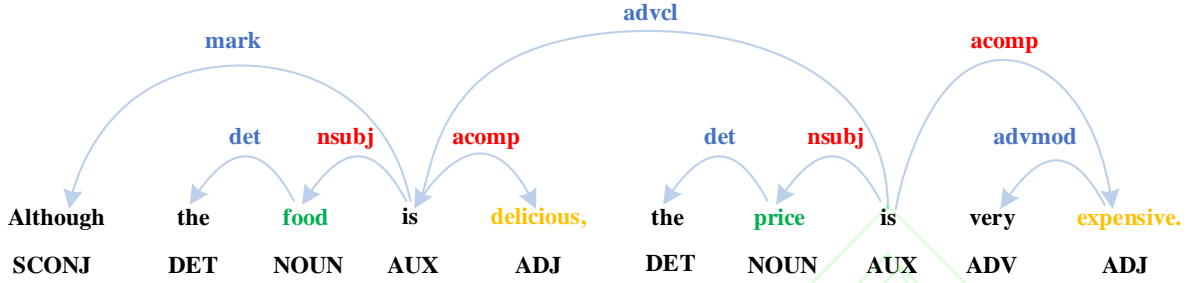 advcl
mark acomp
det nsubj acomp det nsubj advmod
Although the food is delicious, the price is very expensive.
SCONJ DET NOUN AUX ADJ DET NOUN AUX ADV ADJ